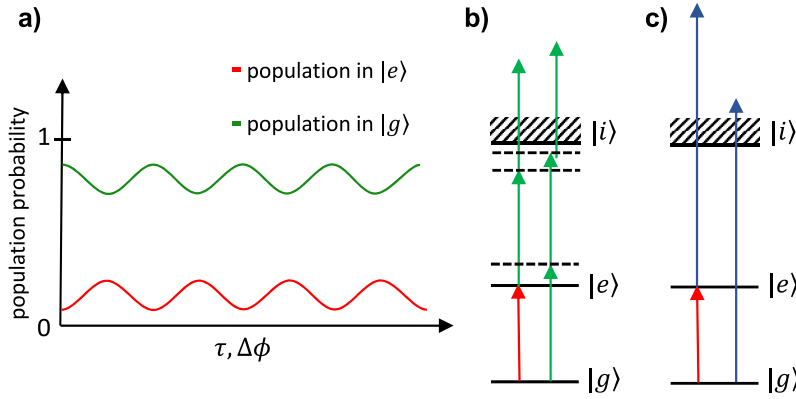 a)
population in |e⟩
population in |g⟩
population probability
1
0
τ, Δϕ
b)
|i⟩
|e⟩
|g⟩
c)
|i⟩
|e⟩
|g⟩